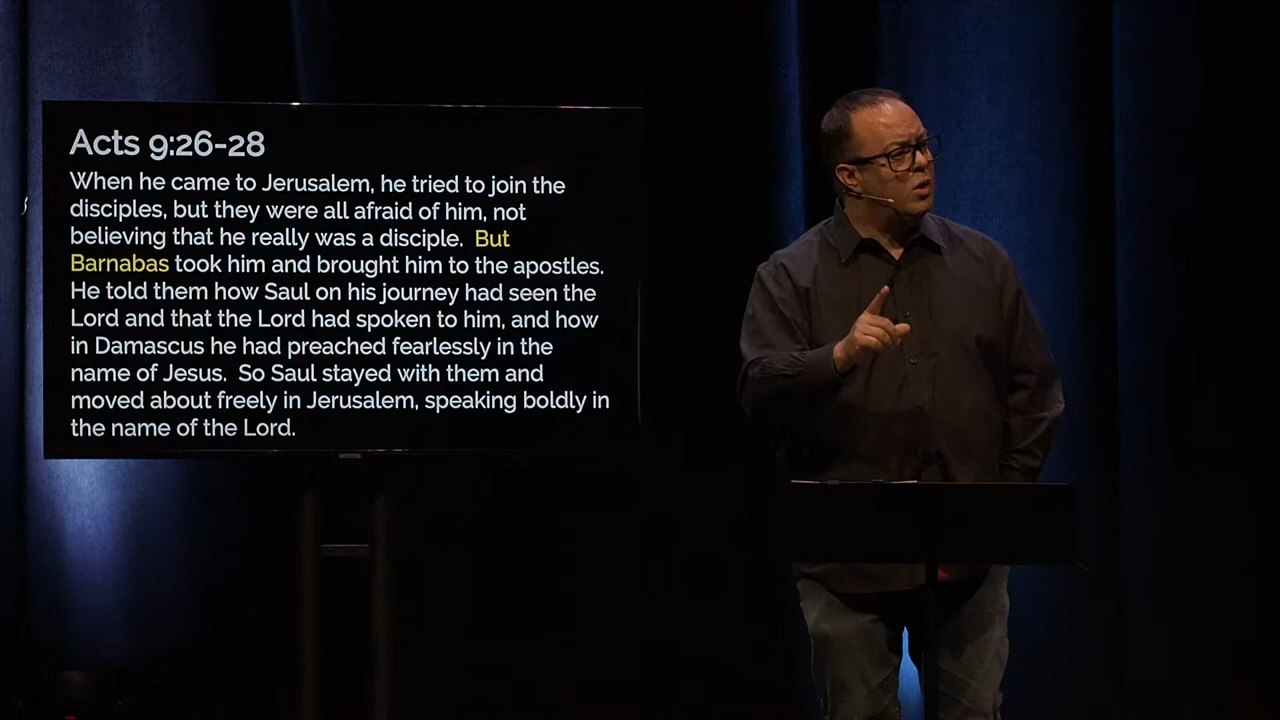 Acts 9:26-28
When he came to Jerusalem, he tried to join the
disciples, but they were all afraid of him, not
believing that he really was a disciple.  But
Barnabas took him and brought him to the apostles.
He told them how Saul on his journey had seen the
Lord and that the Lord had spoken to him, and how
in Damascus he had preached fearlessly in the
name of Jesus.  So Saul stayed with them and
moved about freely in Jerusalem, speaking boldly in
the name of the Lord.